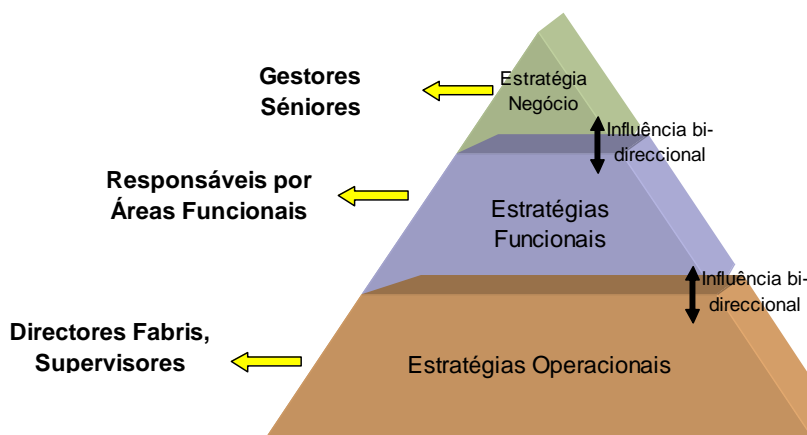 Gestores
Séniores
Estratégia
Negócio
Influência bi-
direccional
Responsáveis por
Áreas Funcionais
Estratégias
Funcionais
Influência bi-
direccional
Directores Fabris,
Supervisores
Estratégias Operacionais